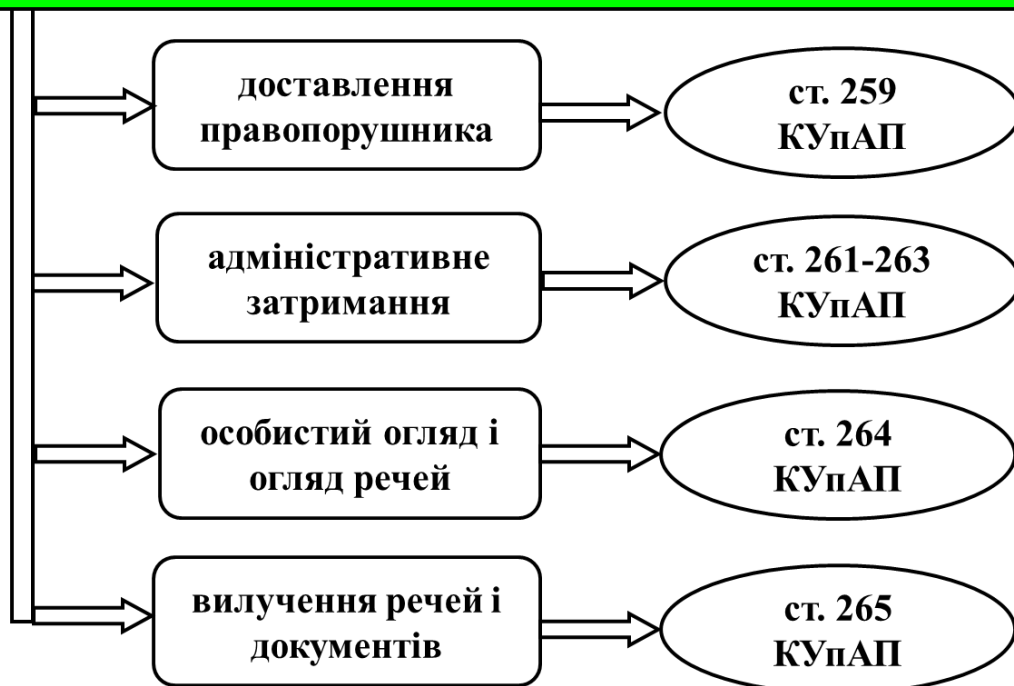 доставлення
правопорушника
ст. 259
КУпАП
адміністративне
затримання
ст. 261-263
КУпАП
особистий огляд і
огляд речей
ст. 264
КУпАП
вилучення речей і
документів
ст. 265
КУпАП